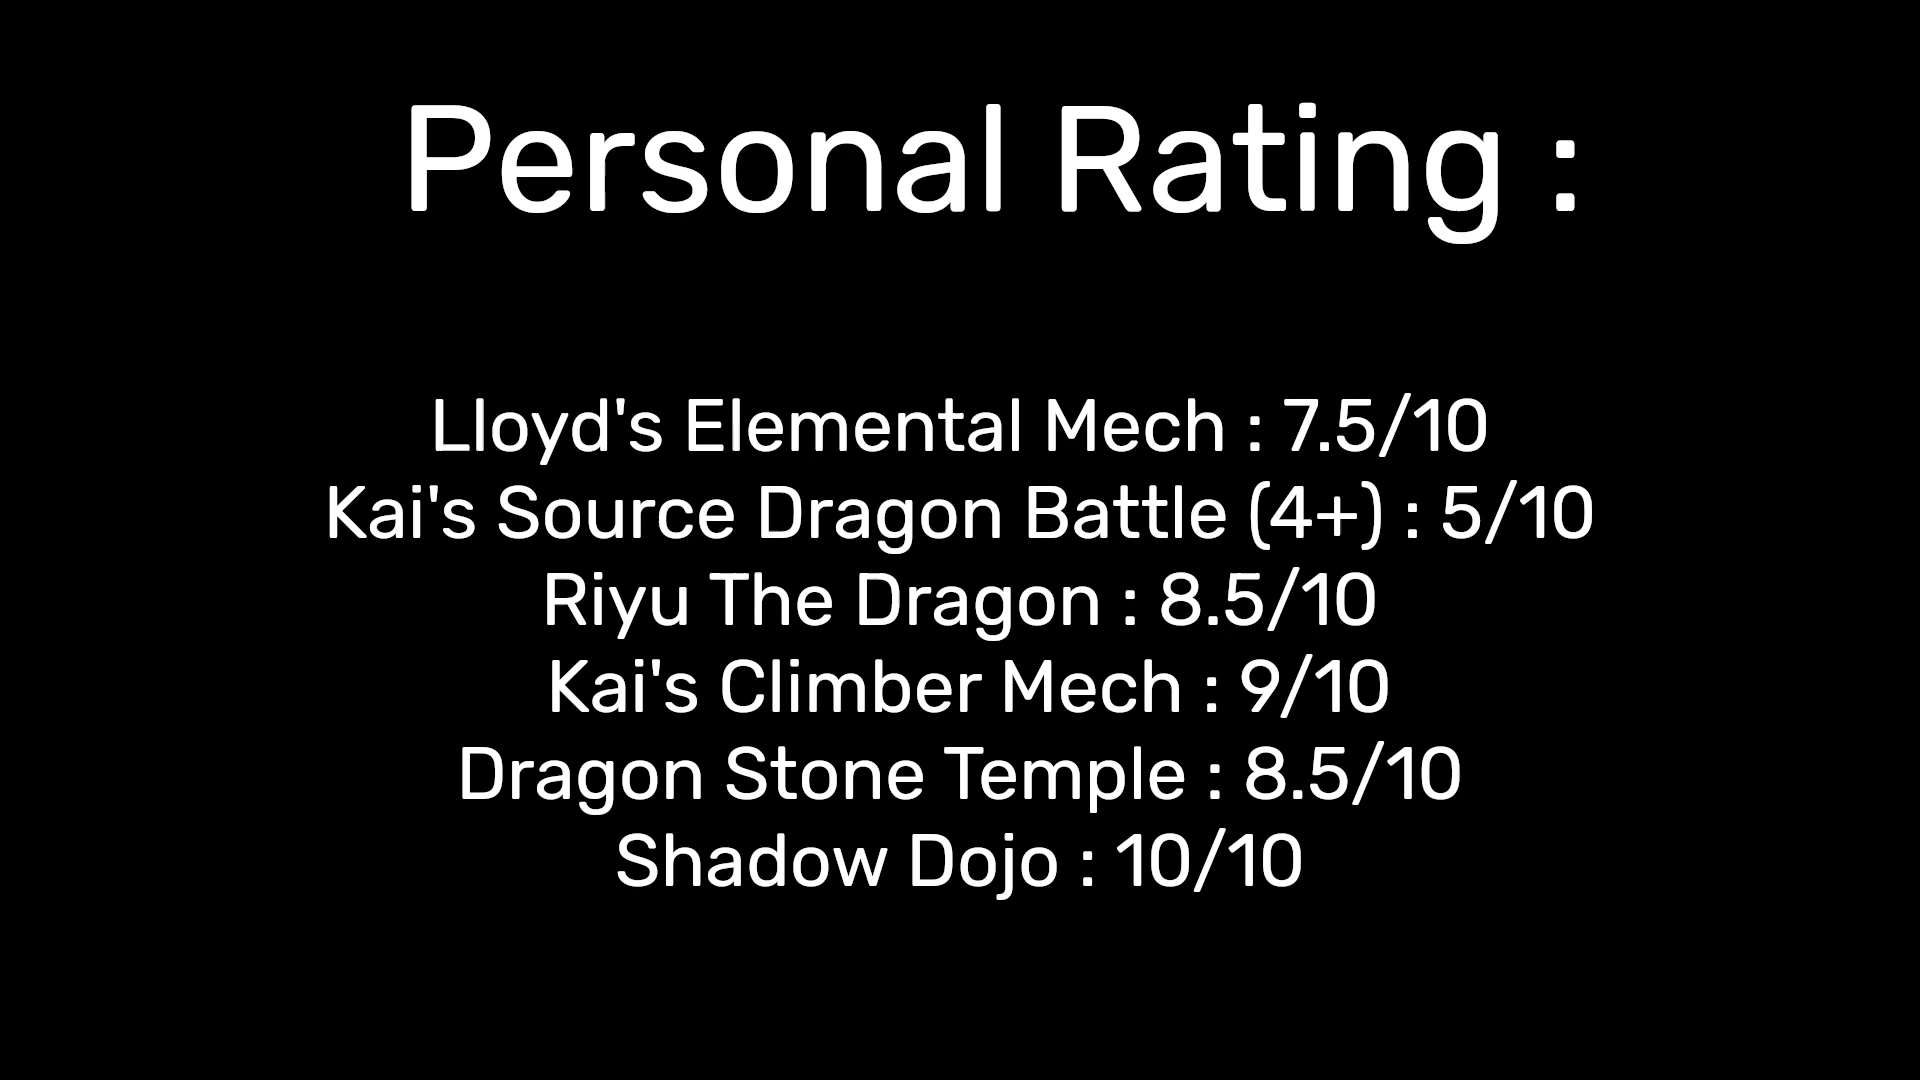 Personal Rating :
Lloyd's Elemental Mech : 7.5/10
Kai's Source Dragon Battle (4+) : 5/10
Riyu The Dragon : 8.5/10
Kai's Climber Mech : 9/10
Dragon Stone Temple : 8.5/10
Shadow Dojo : 10/10